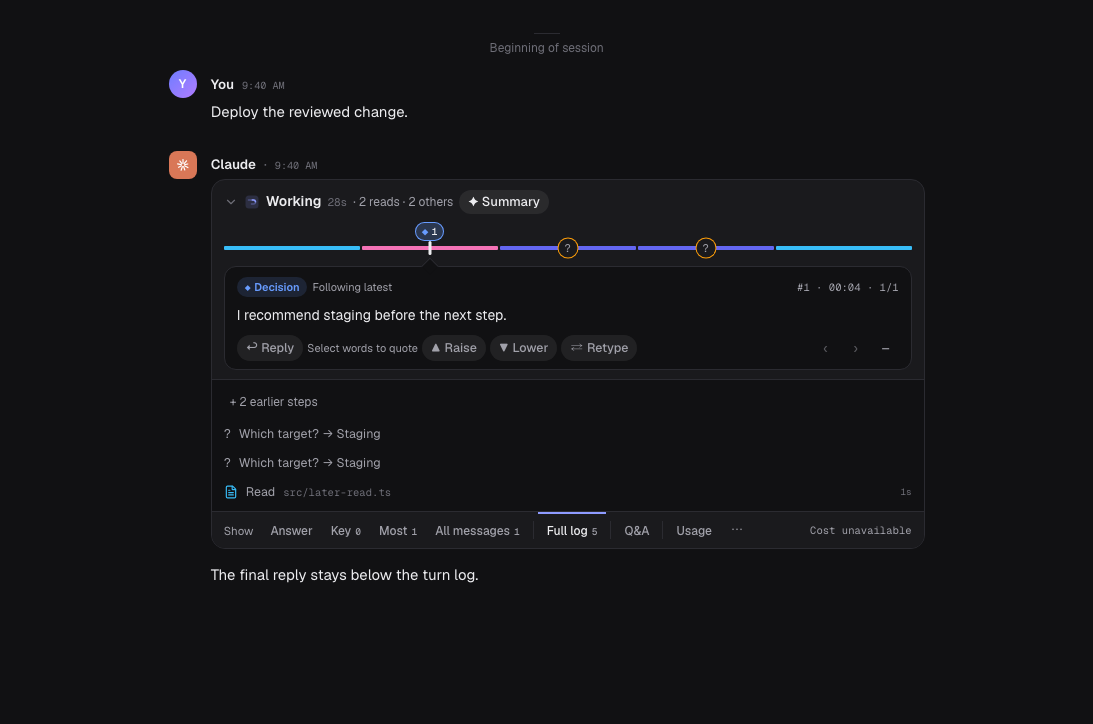 Beginning of session
Y You 9:40 AM
Deploy the reviewed change.
Claude · 9:40 AM
Working 28s · 2 reads · 2 others ✦ Summary
◆ 1
? ?
◆ Decision Following latest #1 · 00:04 · 1/1
I recommend staging before the next step.
↩ Reply Select words to quote ▲ Raise ▼ Lower ⇄ Retype ‹ › –
+ 2 earlier steps
? Which target? → Staging
? Which target? → Staging
Read src/later-read.ts 1s
Show Answer Key 0 Most 1 All messages 1 Full log 5 Q&A Usage ··· Cost unavailable
The final reply stays below the turn log.